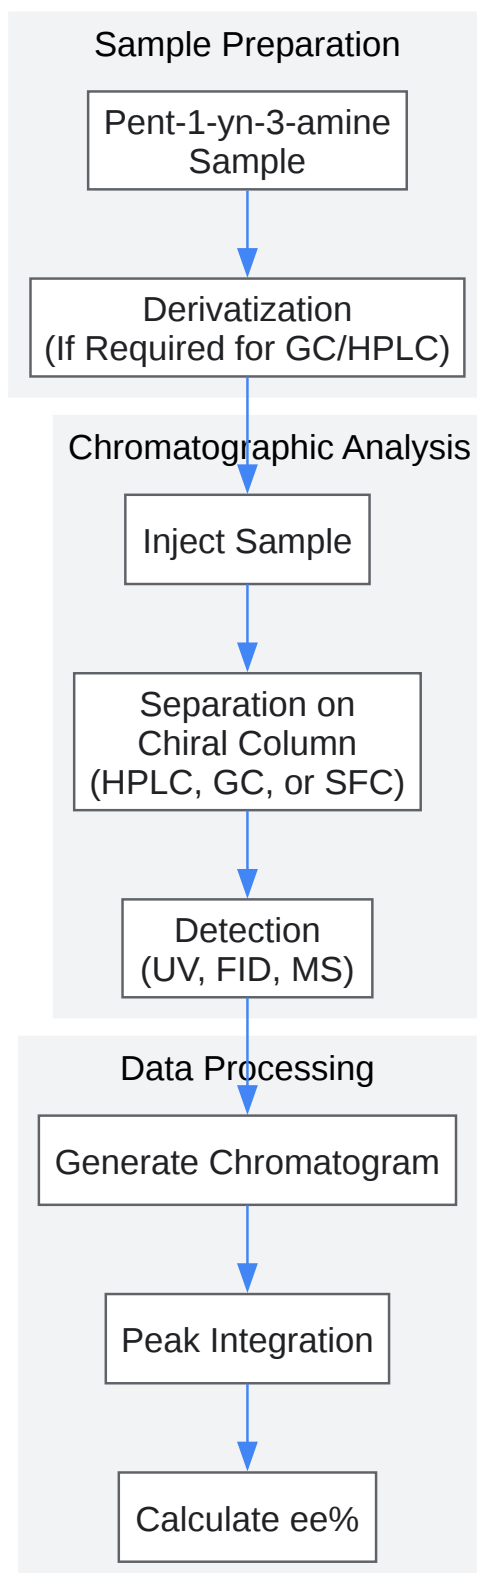 Sample Preparation
Pent-1-yn-3-amine
Sample
Derivatization
(If Required for GC/HPLC)
Chromatographic Analysis
Inject Sample
Separation on
Chiral Column
(HPLC, GC, or SFC)
Detection
(UV, FID, MS)
Data Processing
Generate Chromatogram
Peak Integration
Calculate ee%